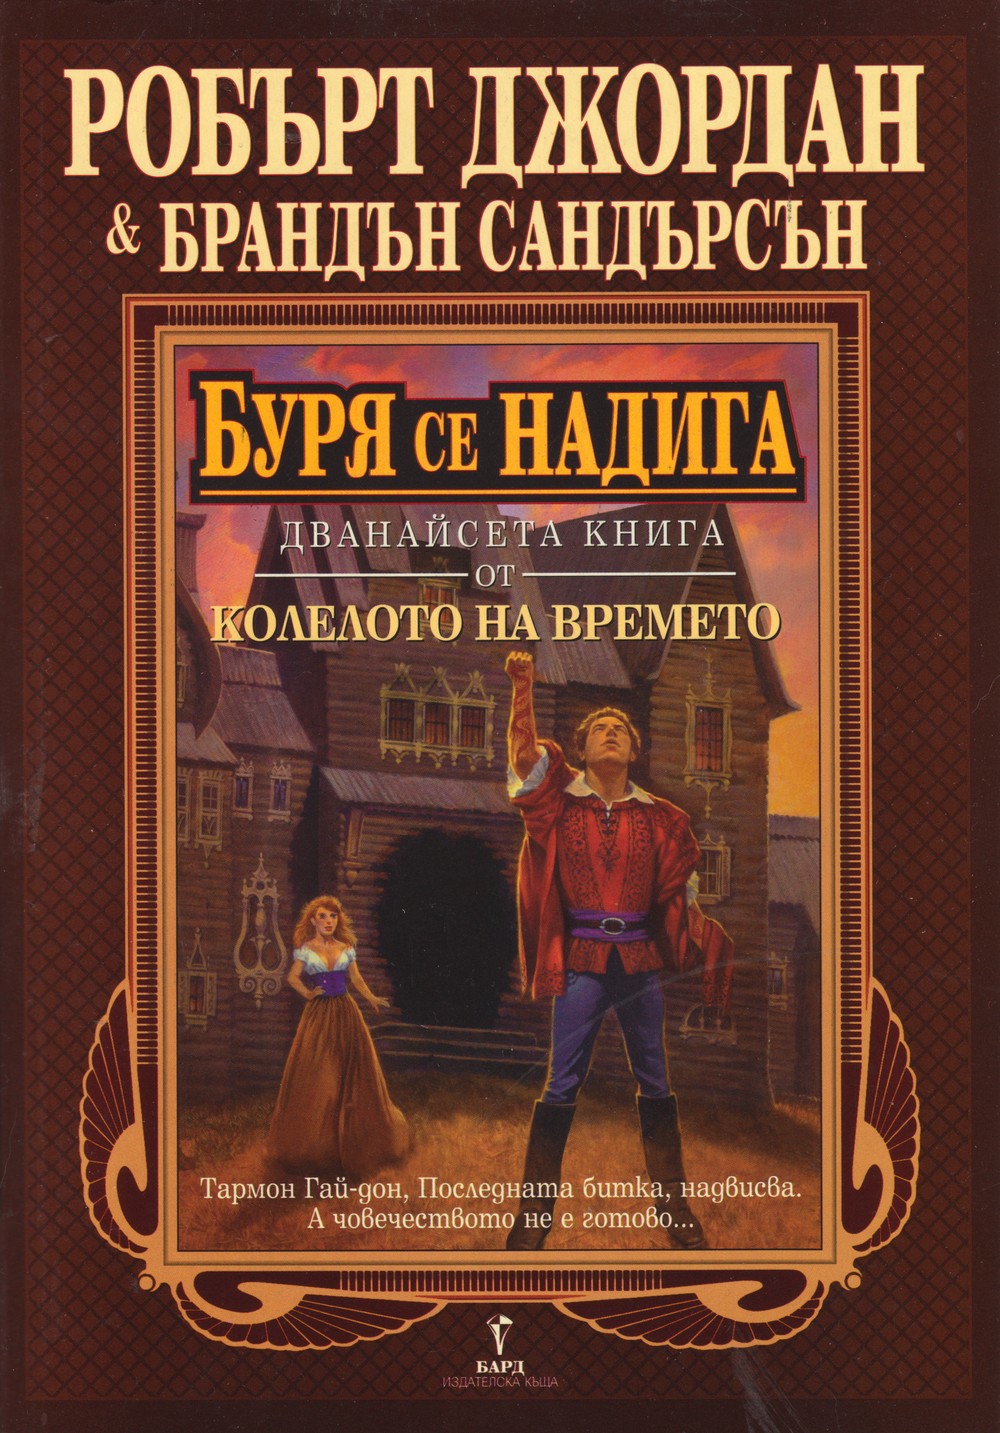 РОБЪРТ ДЖОРДАН
& БРАНДЪН САНДЪРСЪН
БУРЯ СЕ НАДИГА
ДВАНАЙСЕТА КНИГА
ОТ
КОЛЕЛОТО НА ВРЕМЕТО
Тармон Гай-дон, Последната битка, надвисва.
А човечеството не е готово...
БАРД
ИЗДАТЕЛСКА КЪЩА